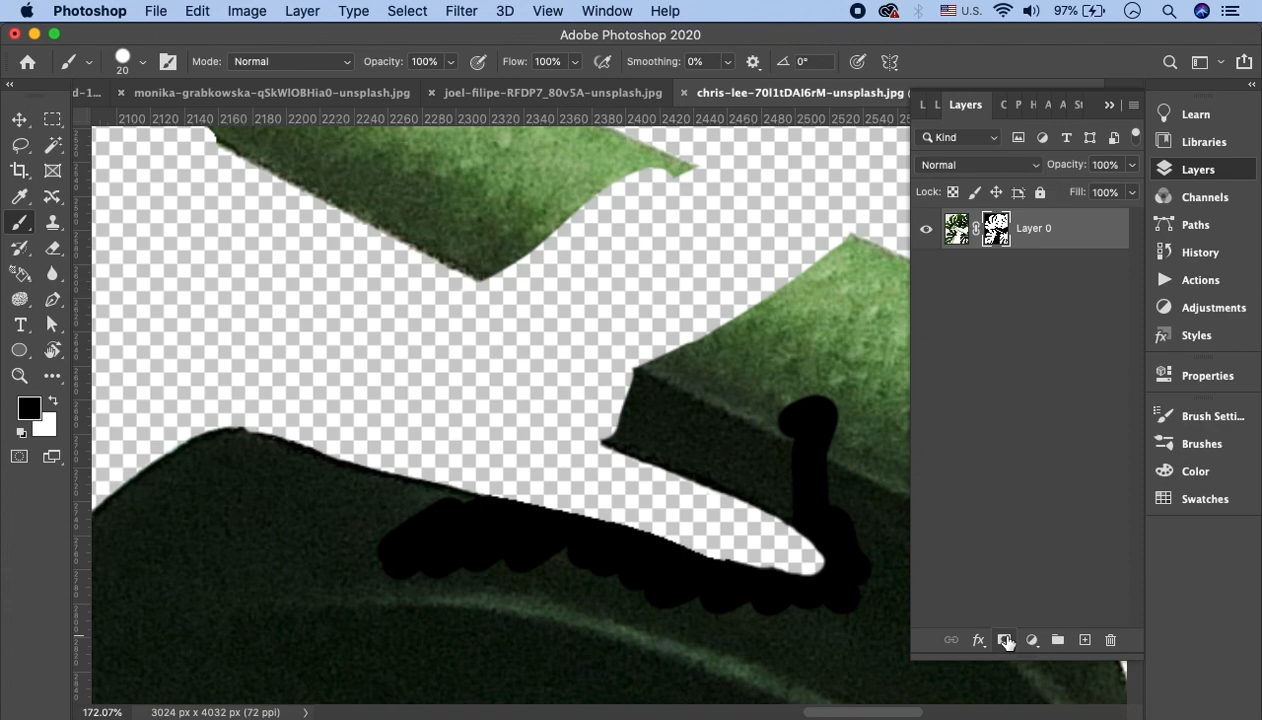 Photoshop File Edit Image Layer Type Select Filter 3D View Window Help U.S. 97%
Adobe Photoshop 2020
20 Mode: Normal Opacity: 100% Flow: 100% Smoothing: 0% 0°
d-1... × monika-grabkowska-qSkWlOBHia0-unsplash.jpg × joel-filipe-RFDP7_80v5A-unsplash.jpg × chris-lee-70l1tDAI6rM-unsplash.jpg
L L Layers C P H A A St
2100 2120 2140 2160 2180 2200 2220 2240 2260 2280 2300 2320 2340 2360 2380 2400 2420 2440 2460 2480 2500 2520 2540
Kind
Normal Opacity: 100%
Lock: Fill: 100%
Layer 0
Learn
Libraries
Layers
Channels
Paths
History
Actions
Adjustments
Styles
Properties
Brush Setti...
Brushes
Color
Swatches
172.07% 3024 px x 4032 px (72 ppi)